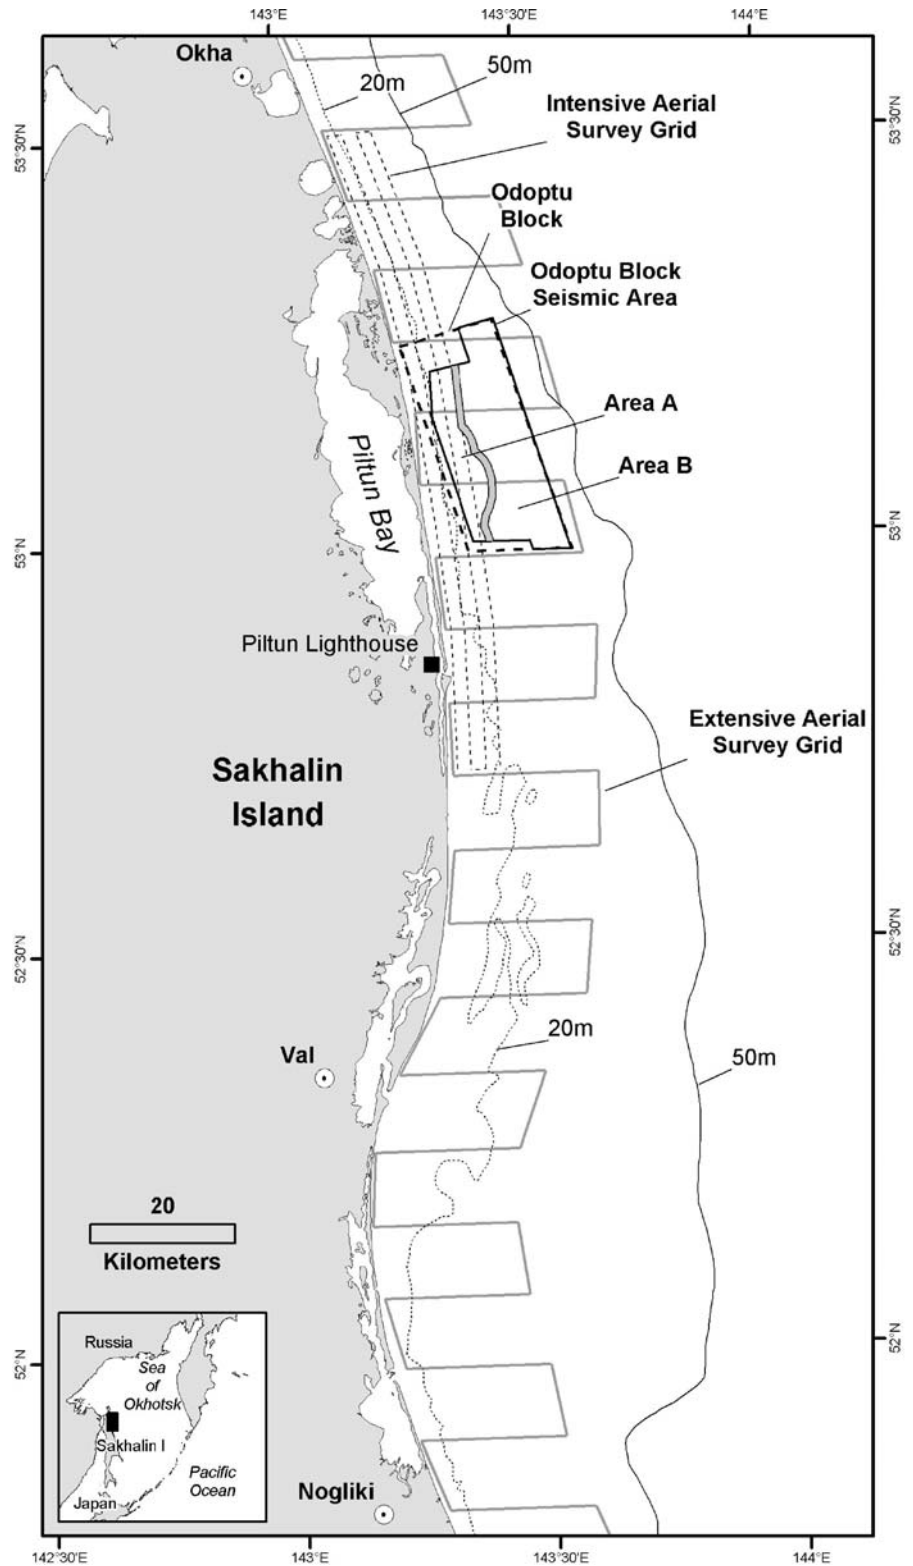 143°E
143°30'E
144°E
Okha
20m
50m
Intensive Aerial
Survey Grid
53°30'N
53°30'N
Odoptu
Block
Odoptu Block
Seismic Area
Area A
Area B
Piltun Bay
53°N
53°N
Piltun Lighthouse
Extensive Aerial
Survey Grid
Sakhalin
Island
52°30'N
52°30'N
20m
50m
Val
20
Kilometers
52°N
52°N
Russia
Sea
of
Okhotsk
Sakhalin I
Pacific
Ocean
Japan
Nogliki
142°30'E
143°E
143°30'E
144°E